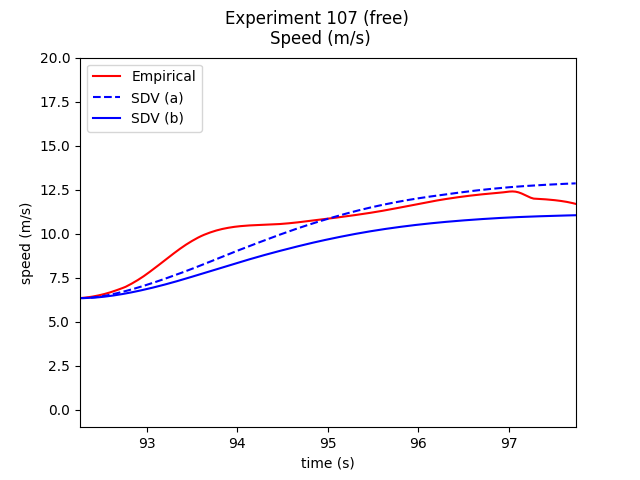 Experiment 107 (free)
Speed (m/s)
20.0
17.5
15.0
12.5
10.0
7.5
5.0
2.5
0.0
speed (m/s)
Empirical
SDV (a)
SDV (b)
93
94
95
96
97
time (s)